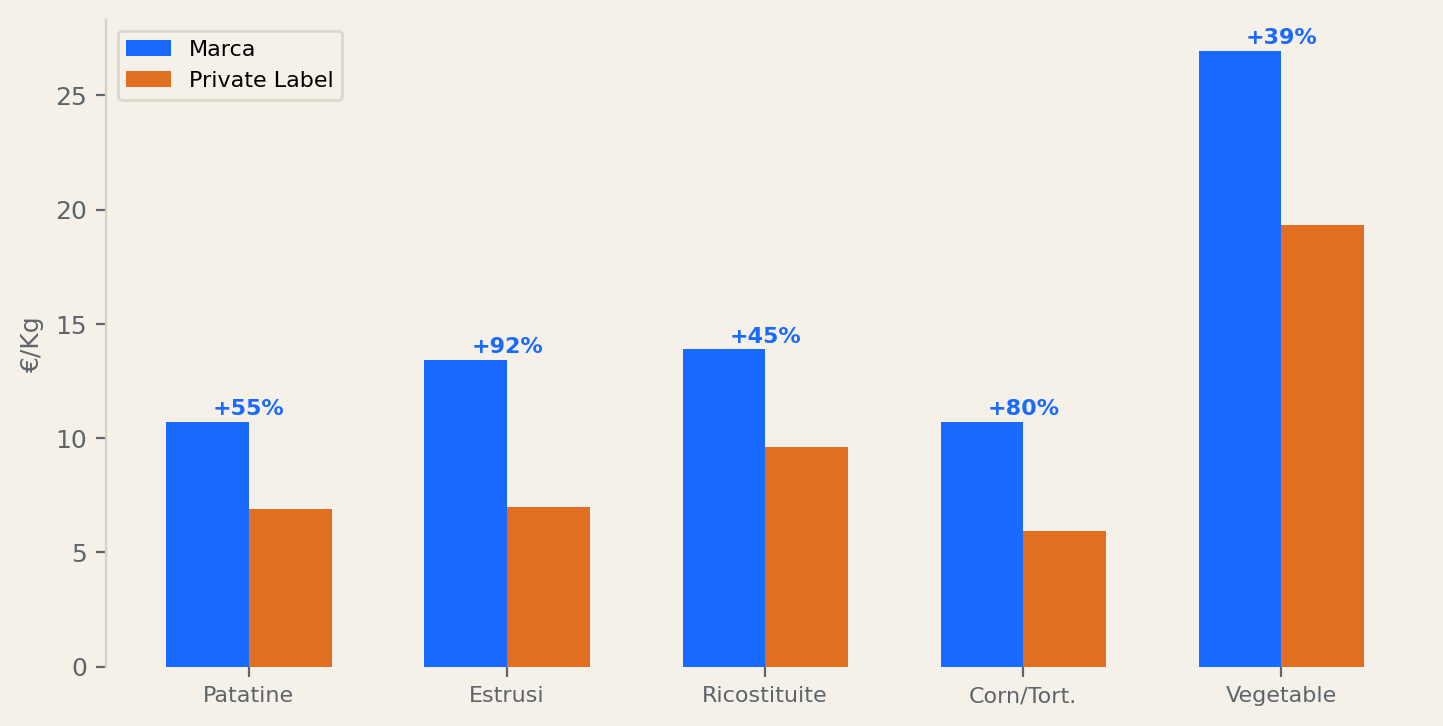 Marca
Private Label
+39%
25
20
15
+92%
+45%
€/Kg
+55%
+80%
10
5
0
Patatine
Estrusi
Ricostituite
Corn/Tort.
Vegetable